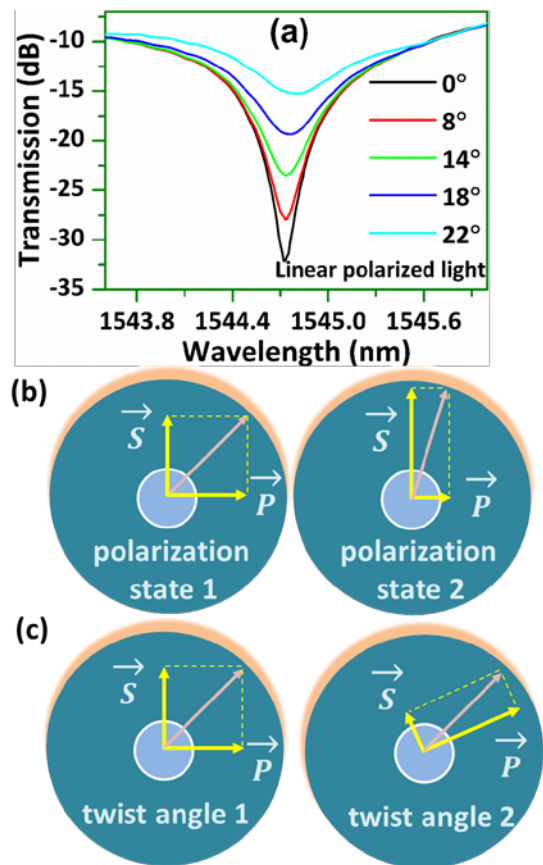 (a)
Transmission (dB)
-10
-15
-20
-25
-30
-35
0°
8°
14°
18°
22°
Linear polarized light
1543.8 1544.4 1545.0 1545.6
Wavelength (nm)
(b)
S P
polarization
state 1
S P
polarization
state 2
(c)
S P
twist angle 1
S P
twist angle 2